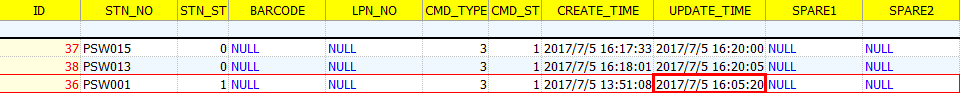 ID STN_NO STN_ST BARCODE LPN_NO CMD_TYPE CMD_ST CREATE_TIME UPDATE_TIME SPARE1 SPARE2
37 PSW015 0 NULL NULL 3 1 2017/7/5 16:17:33 2017/7/5 16:20:00 NULL NULL
38 PSW013 0 NULL NULL 3 1 2017/7/5 16:18:01 2017/7/5 16:20:05 NULL NULL
36 PSW001 1 NULL NULL 3 1 2017/7/5 13:51:08 2017/7/5 16:05:20 NULL NULL